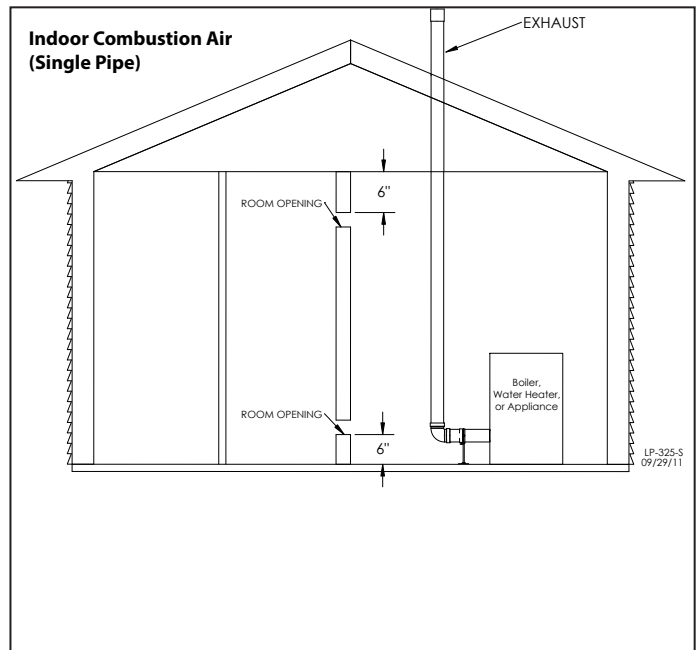 Indoor Combustion Air
(Single Pipe)
EXHAUST
6"
ROOM OPENING
Boiler,
Water Heater,
or Appliance
ROOM OPENING
6"
LP-325-S
09/29/11